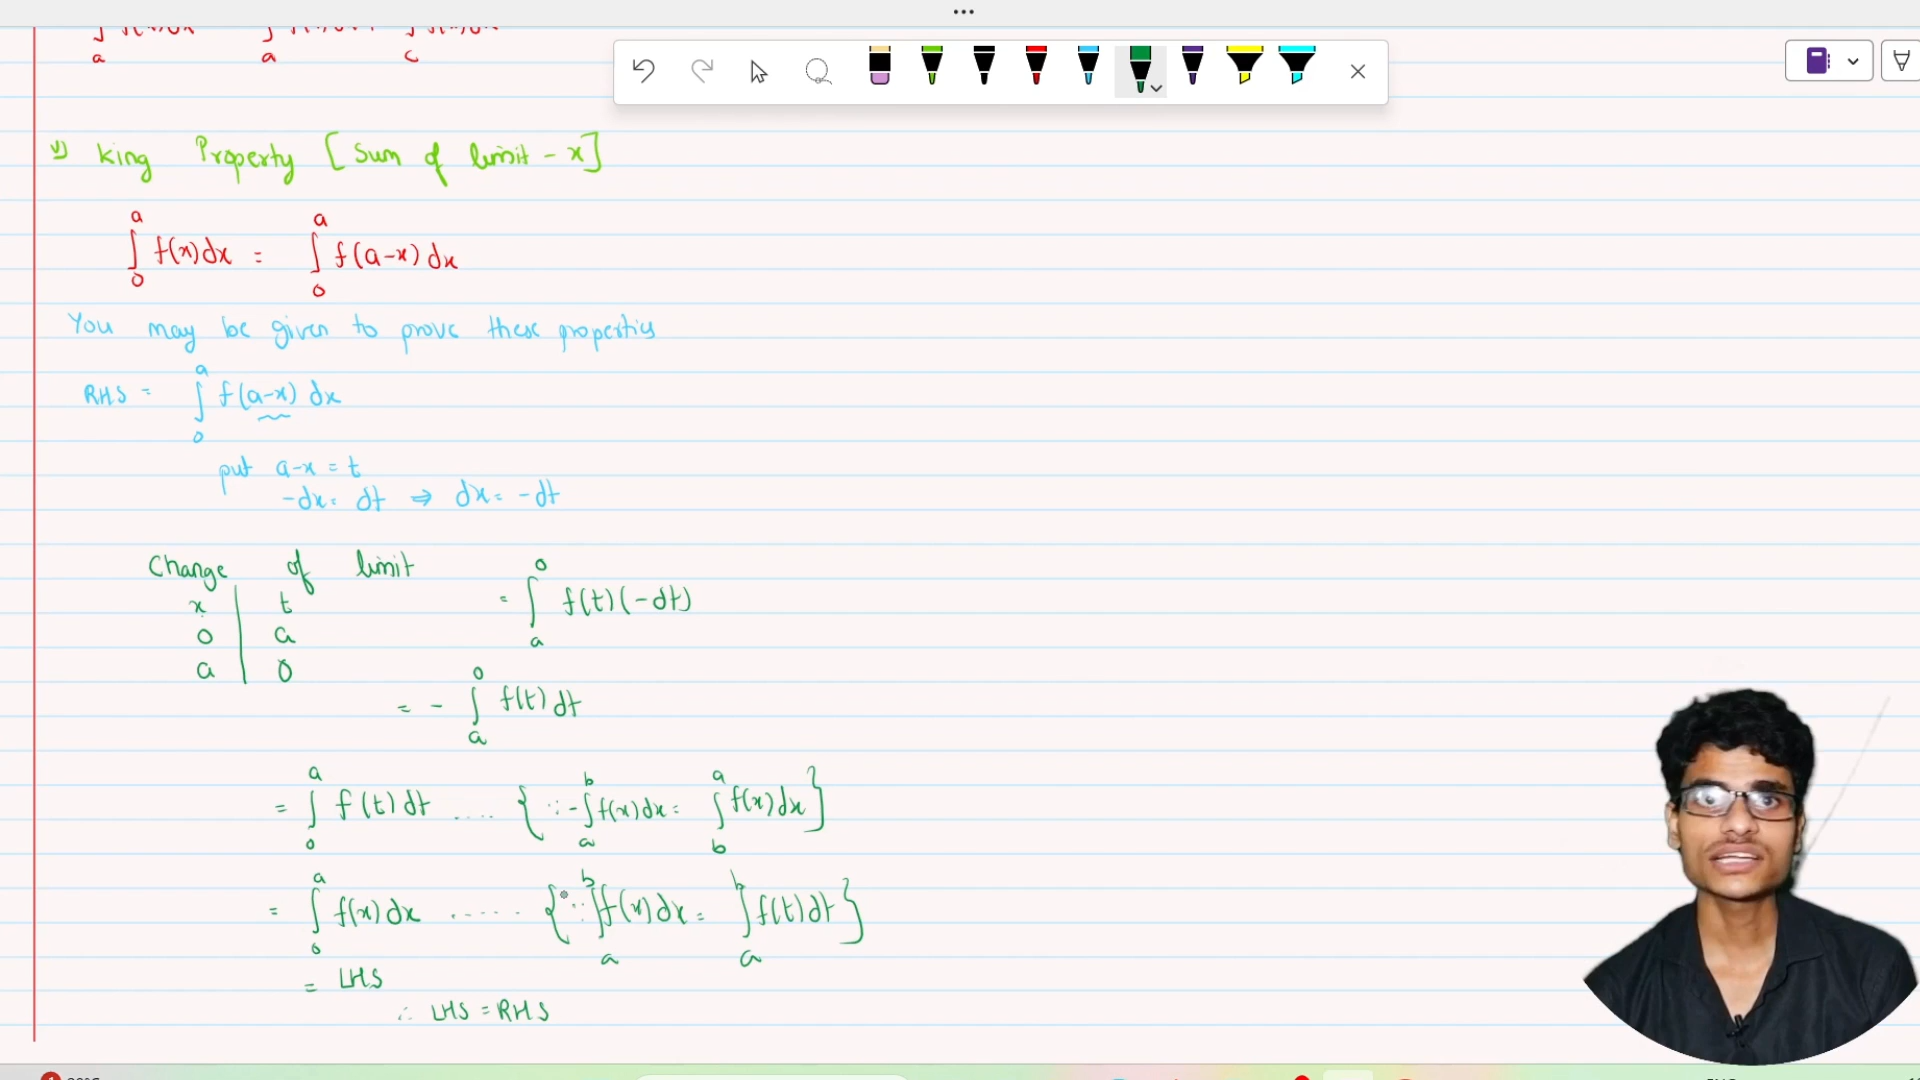 a a c
v) King Property [Sum of limit - x]
∫₀ᵃ f(x)dx = ∫₀ᵃ f(a-x) dx
You may be given to prove these properties
RHS = ∫₀ᵃ f(a-x) dx
put a-x = t
-dx = dt ⇒ dx = -dt
Change of limit
x | t
0 | a
a | 0
= ∫ₐ⁰ f(t)(-dt)
= - ∫ₐ⁰ f(t) dt
= ∫₀ᵃ f(t) dt .... { ∵ -∫ₐᵇ f(x)dx = ∫_bᵃ f(x)dx }
= ∫₀ᵃ f(x) dx ...... { ∵ ∫ₐᵇ f(x)dx = ∫ₐᵇ f(t)dt }
= LHS
∴ LHS = RHS